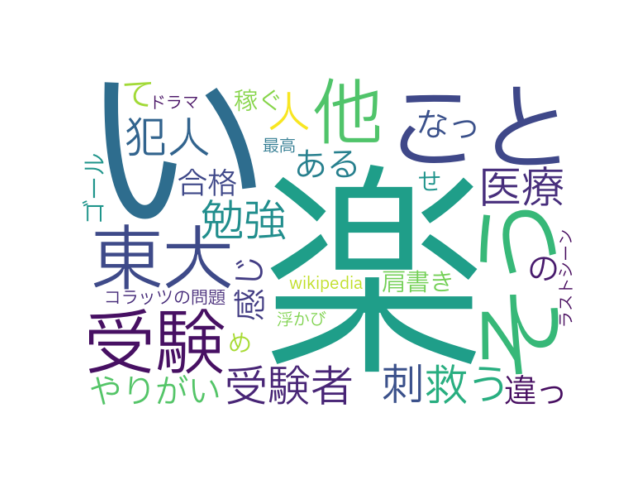 て
ドラマ
稼ぐ
人
他
こと
い
犯人
最高
なっ
ゴール
合格
ある
せ
医療
勉強
楽
そう
の
ラストシーン
東大
感じ
wikipedia
肩書き
コラッツの問題
浮かび
受験
め
やりがい
受験者
刺
救う
違っ